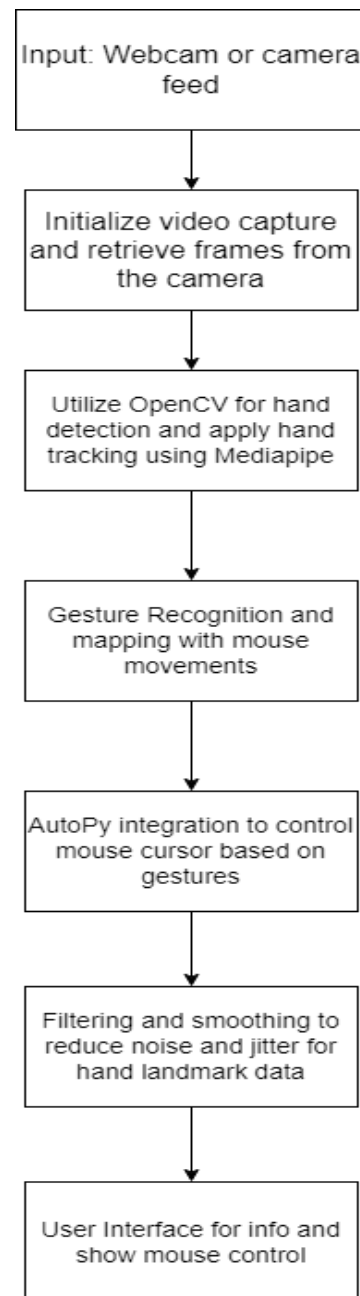 Input: Webcam or camera
feed
Initialize video capture
and retrieve frames from
the camera
Utilize OpenCV for hand
detection and apply hand
tracking using Mediapipe
Gesture Recognition and
mapping with mouse
movements
AutoPy integration to control
mouse cursor based on
gestures
Filtering and smoothing to
reduce noise and jitter for
hand landmark data
User Interface for info and
show mouse control